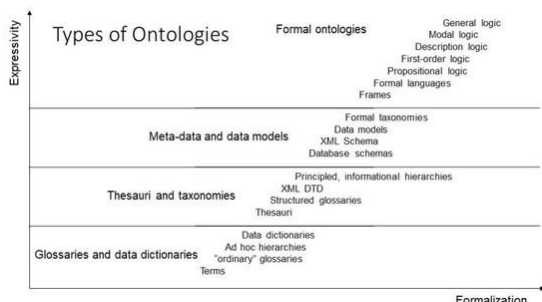 Expressivity
Types of Ontologies
Formal ontologies
General logic
Modal logic
Description logic
First-order logic
Propositional logic
Formal languages
Frames
Meta-data and data models
Formal taxonomies
Data models
XML Schema
Database schemas
Thesauri and taxonomies
Principled, informational hierarchies
XML DTD
Structured glossaries
Thesauri
Glossaries and data dictionaries
Data dictionaries
Ad hoc hierarchies
"ordinary" glossaries
Terms
Formalization